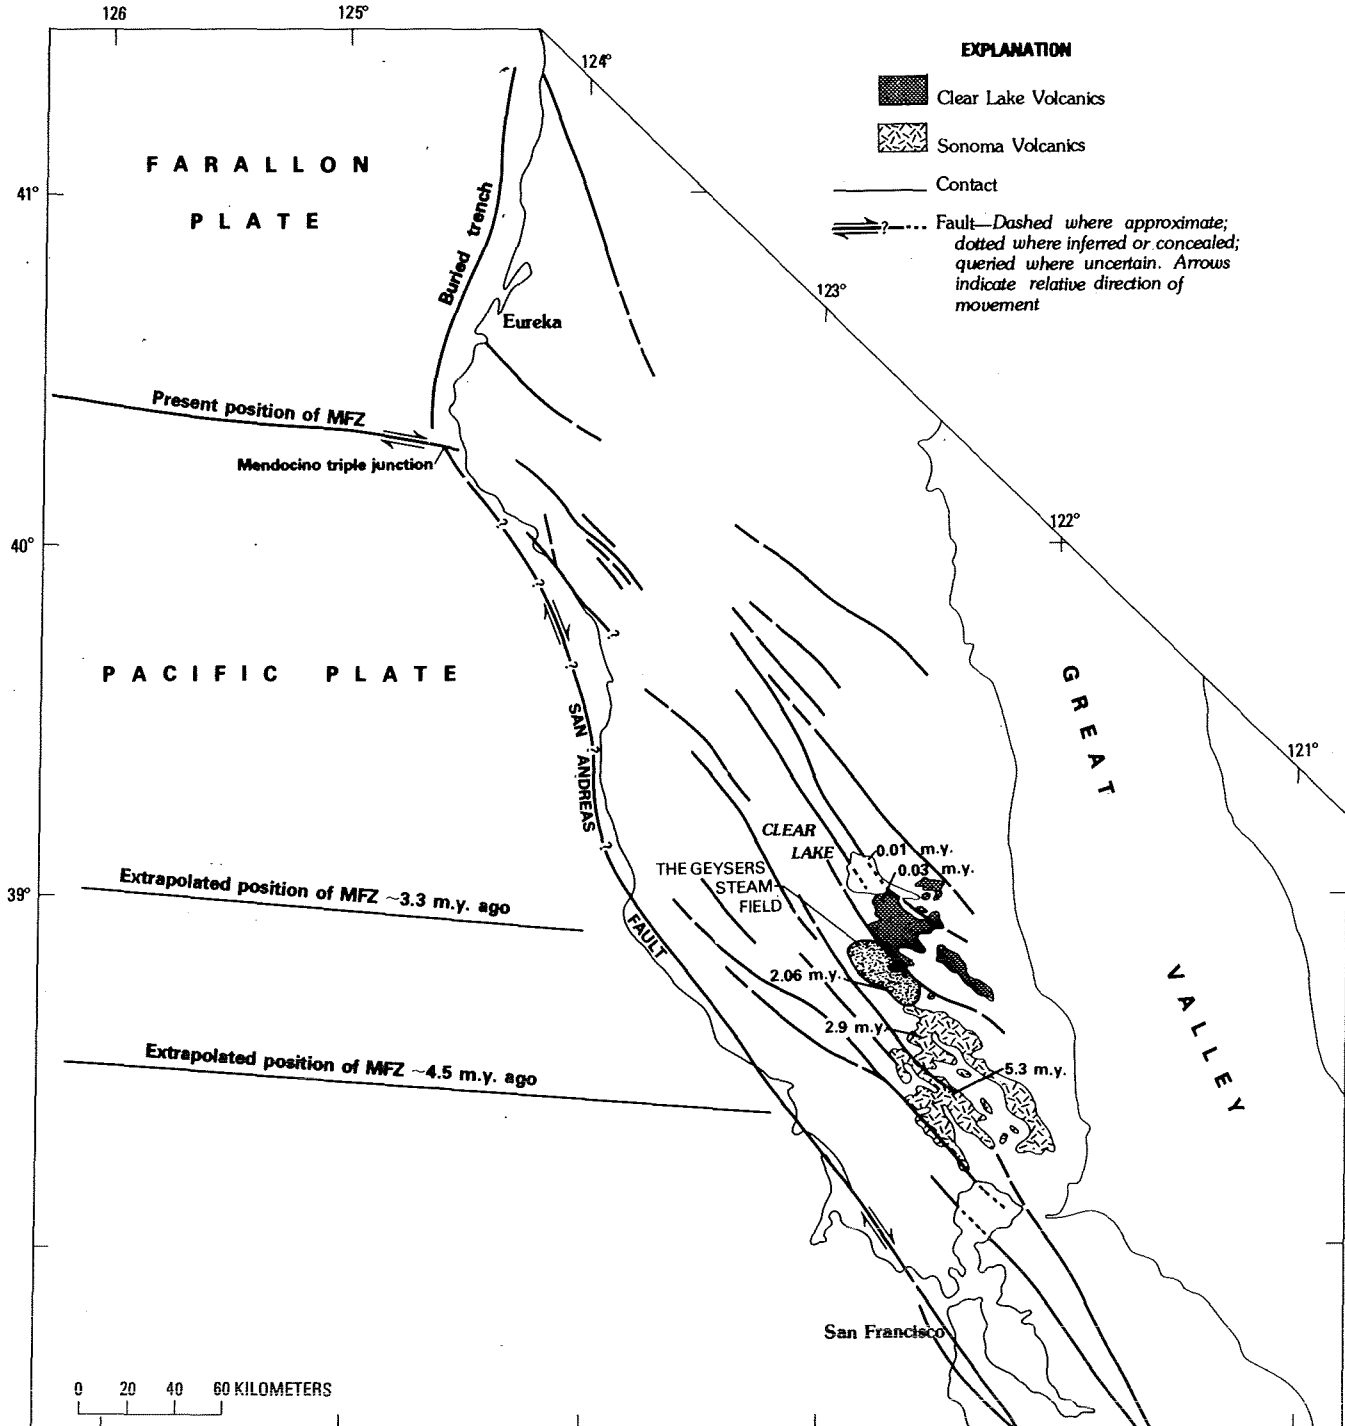 126
125°
124°
EXPLANATION
Clear Lake Volcanics
Sonoma Volcanics
Contact
Fault—Dashed where approximate;
dotted where inferred or concealed;
queried where uncertain. Arrows
indicate relative direction of
movement
FARALLON
PLATE
41°
Buried trench
Eureka
123°
Present position of MFZ
Mendocino triple junction
122°
40°
PACIFIC PLATE
SAN ANDREAS FAULT
GREAT VALLEY
121°
CLEAR
LAKE
0.01 m.y.
0.03 m.y.
THE GEYSERS
STEAM-
FIELD
39°
Extrapolated position of MFZ ~3.3 m.y. ago
2.06 m.y.
2.9 m.y.
5.3 m.y.
Extrapolated position of MFZ ~4.5 m.y. ago
San Francisco
0 20 40 60 KILOMETERS
?
?
?
?
?
?
?